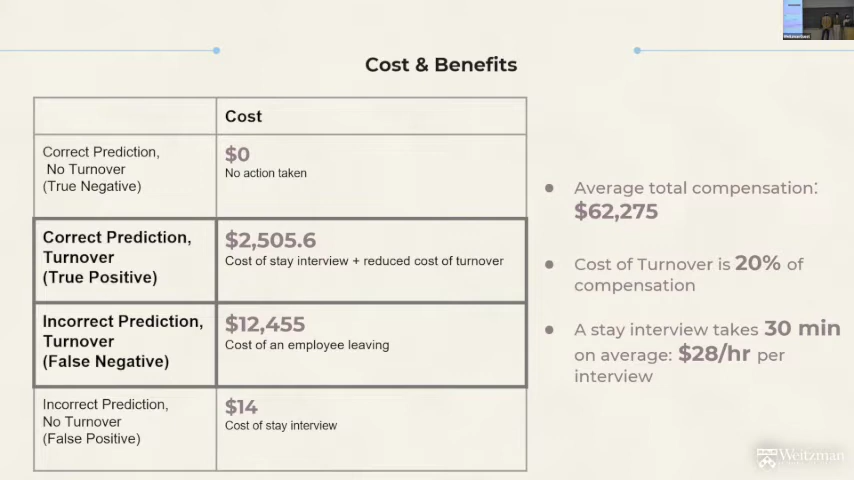 Cost & Benefits
Cost
Correct Prediction,
No Turnover
(True Negative)
$0
No action taken
Correct Prediction,
Turnover
(True Positive)
$2,505.6
Cost of stay interview + reduced cost of turnover
Incorrect Prediction,
Turnover
(False Negative)
$12,455
Cost of an employee leaving
Incorrect Prediction,
No Turnover
(False Positive)
$14
Cost of stay interview
Average total compensation:
$62,275
Cost of Turnover is 20% of
compensation
A stay interview takes 30 min
on average: $28/hr per
interview
Weitzman